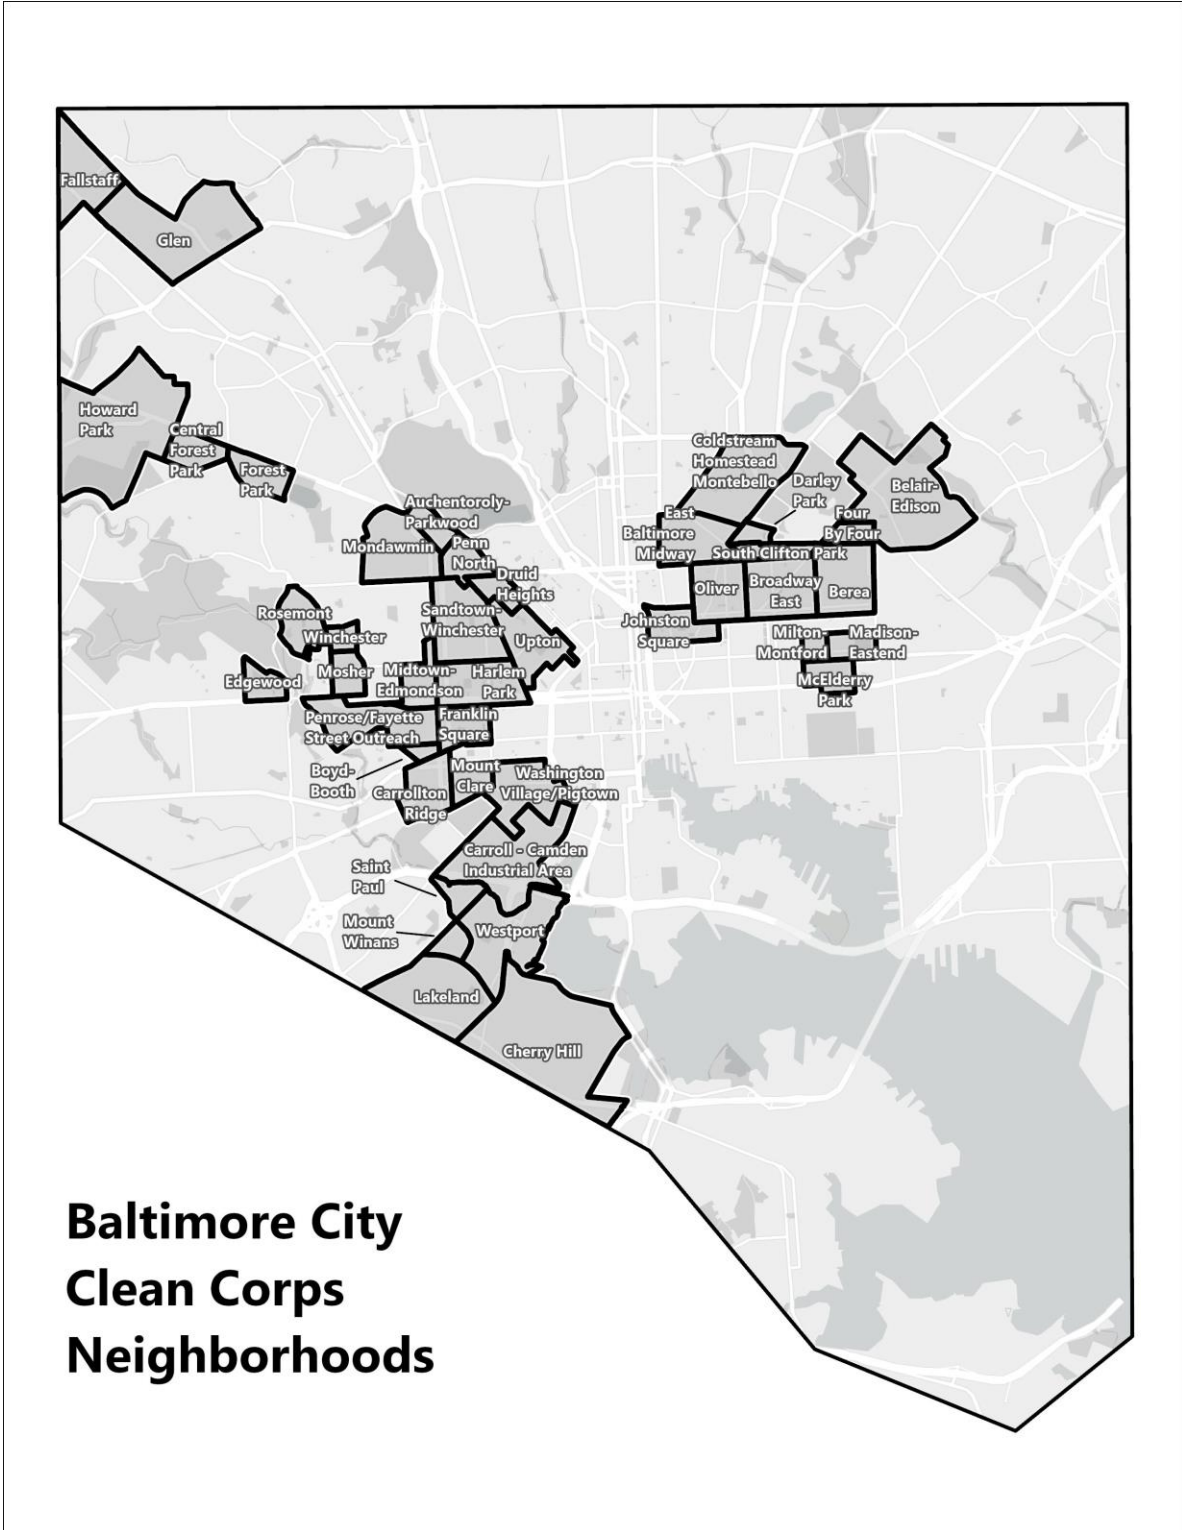 Fallstaff
Glen
Howard
Park
Central
Forest
Park
Forest
Park
Coldstream
Homestead
Montebello
Darley
Park
Belair-
Edison
Four
By Four
East
Baltimore
Midway
South Clifton Park
Auchentoroly-
Parkwood
Mondawmin
Penn
North
Druid
Heights
Oliver
Broadway
East
Berea
Rosemont
Sandtown-
Winchester
Winchester
Upton
Johnston
Square
Milton-
Montford
Madison-
Eastend
Edgewood
Mosher
Midtown-
Edmondson
Harlem
Park
McElderry
Park
Penrose/Fayette
Street Outreach
Franklin
Square
Boyd-
Booth
Carrollton
Ridge
Mount
Clare
Washington
Village/Pigtown
Carroll - Camden
Industrial Area
Saint
Paul
Mount
Winans
Westport
Lakeland
Cherry Hill
Baltimore City
Clean Corps
Neighborhoods